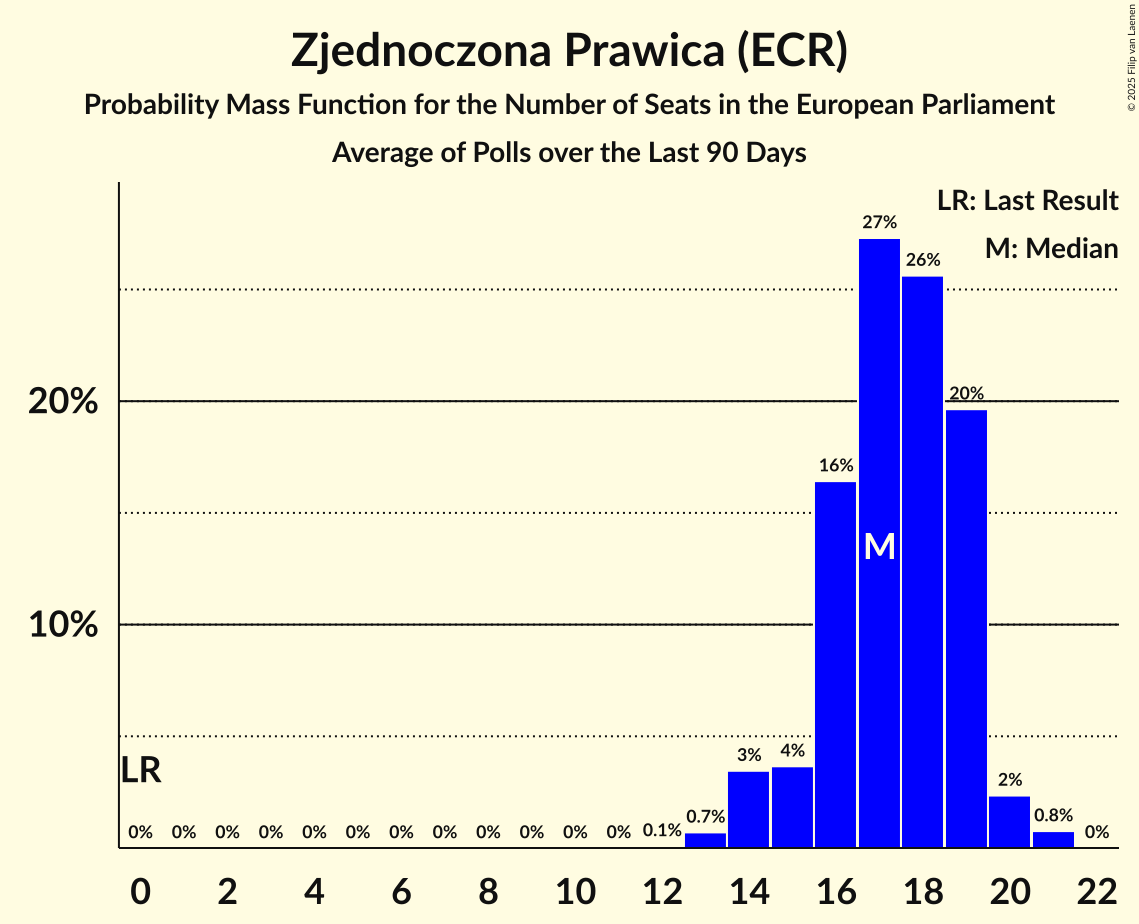 Zjednoczona Prawica (ECR)
Probability Mass Function for the Number of Seats in the European Parliament
Average of Polls over the Last 90 Days
© 2025 Filip van Laenen
LR: Last Result
M: Median
27%
26%
20%
20%
16%
M
10%
LR
0% 0% 0% 0% 0% 0% 0% 0% 0% 0% 0% 0% 0.1% 0.7% 3% 4% 2% 0.8% 0%
0 2 4 6 8 10 12 14 16 18 20 22